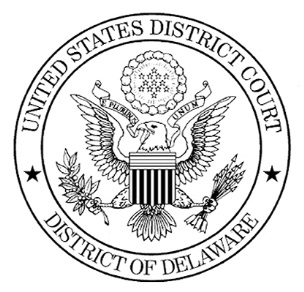 UNITED STATES DISTRICT COURT
E PLURIBUS UNUM
DISTRICT OF DELAWARE